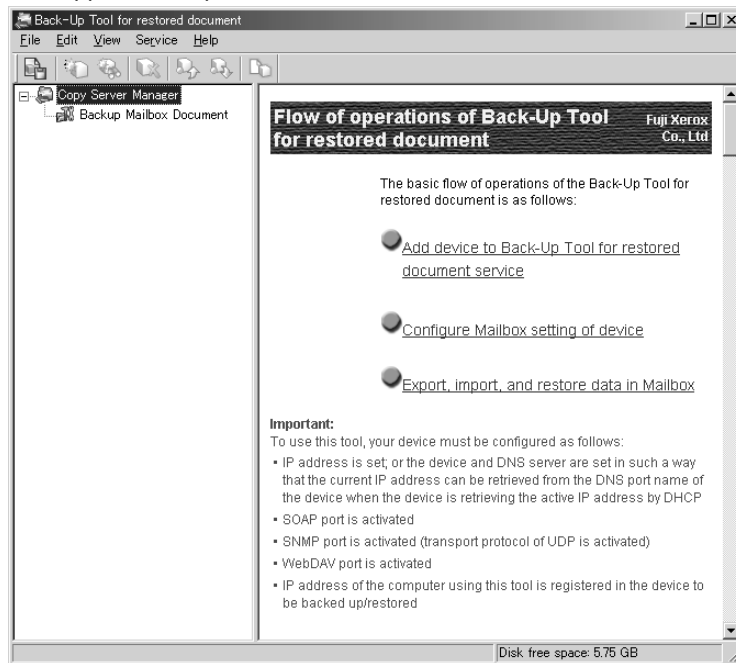 Back-Up Tool for restored document
File Edit View Service Help
Copy Server Manager
Backup Mailbox Document
Flow of operations of Back-Up Tool
for restored document
Fuji Xerox
Co., Ltd
The basic flow of operations of the Back-Up Tool for
restored document is as follows:
Add device to Back-Up Tool for restored
document service
Configure Mailbox setting of device
Export, import, and restore data in Mailbox
Important:
To use this tool, your device must be configured as follows:
▪ IP address is set; or the device and DNS server are set in such a way
that the current IP address can be retrieved from the DNS port name of
the device when the device is retrieving the active IP address by DHCP
▪ SOAP port is activated
▪ SNMP port is activated (transport protocol of UDP is activated)
▪ WebDAV port is activated
▪ IP address of the computer using this tool is registered in the device to
be backed up/restored
Disk free space: 5.75 GB